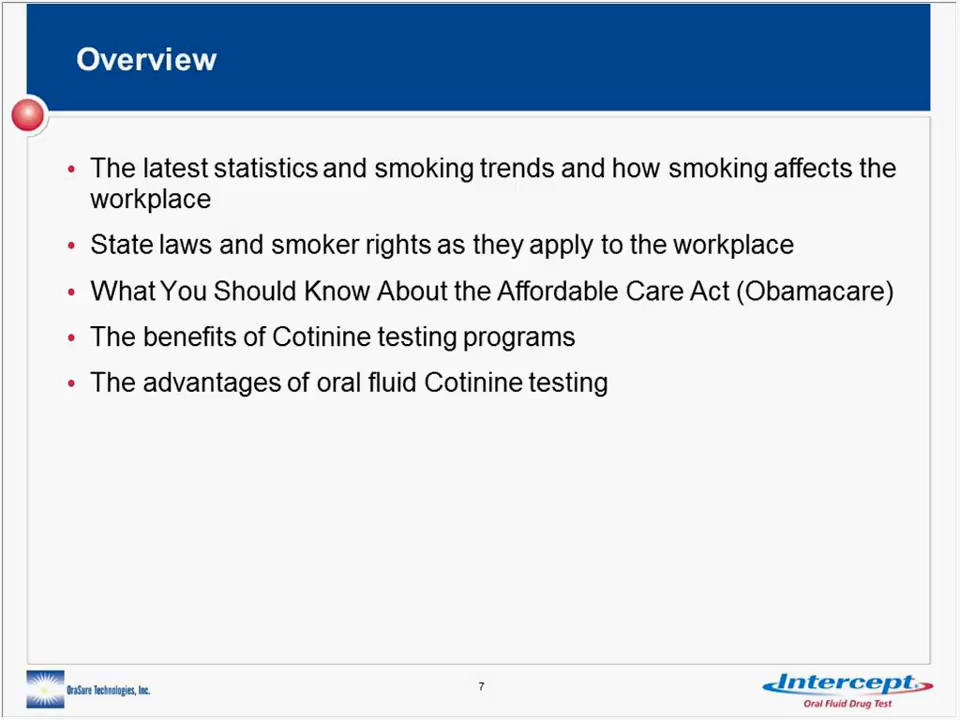 Overview
• The latest statistics and smoking trends and how smoking affects the
workplace
• State laws and smoker rights as they apply to the workplace
• What You Should Know About the Affordable Care Act (Obamacare)
• The benefits of Cotinine testing programs
• The advantages of oral fluid Cotinine testing
OraSure Technologies, Inc.
7
Intercept
Oral Fluid Drug Test